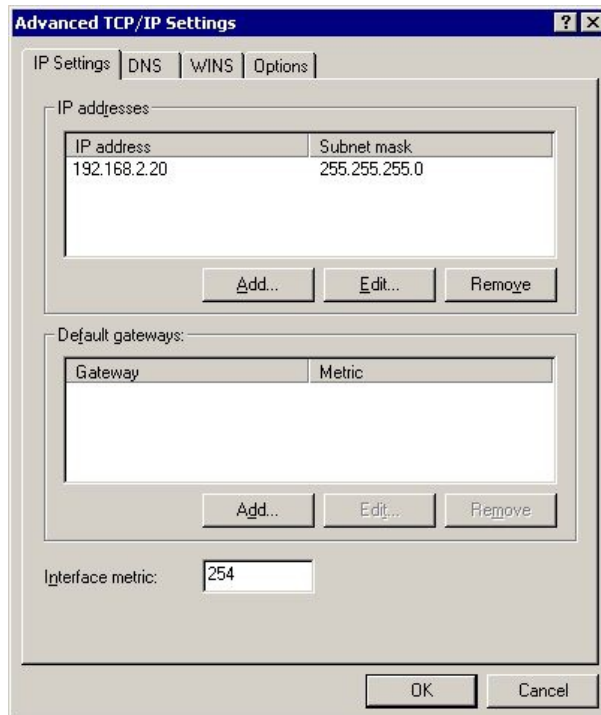 Advanced TCP/IP Settings
IP Settings DNS WINS Options
IP addresses
IP address Subnet mask
192.168.2.20 255.255.255.0
Add... Edit... Remove
Default gateways:
Gateway Metric
Add... Edit... Remove
Interface metric: 254
OK Cancel